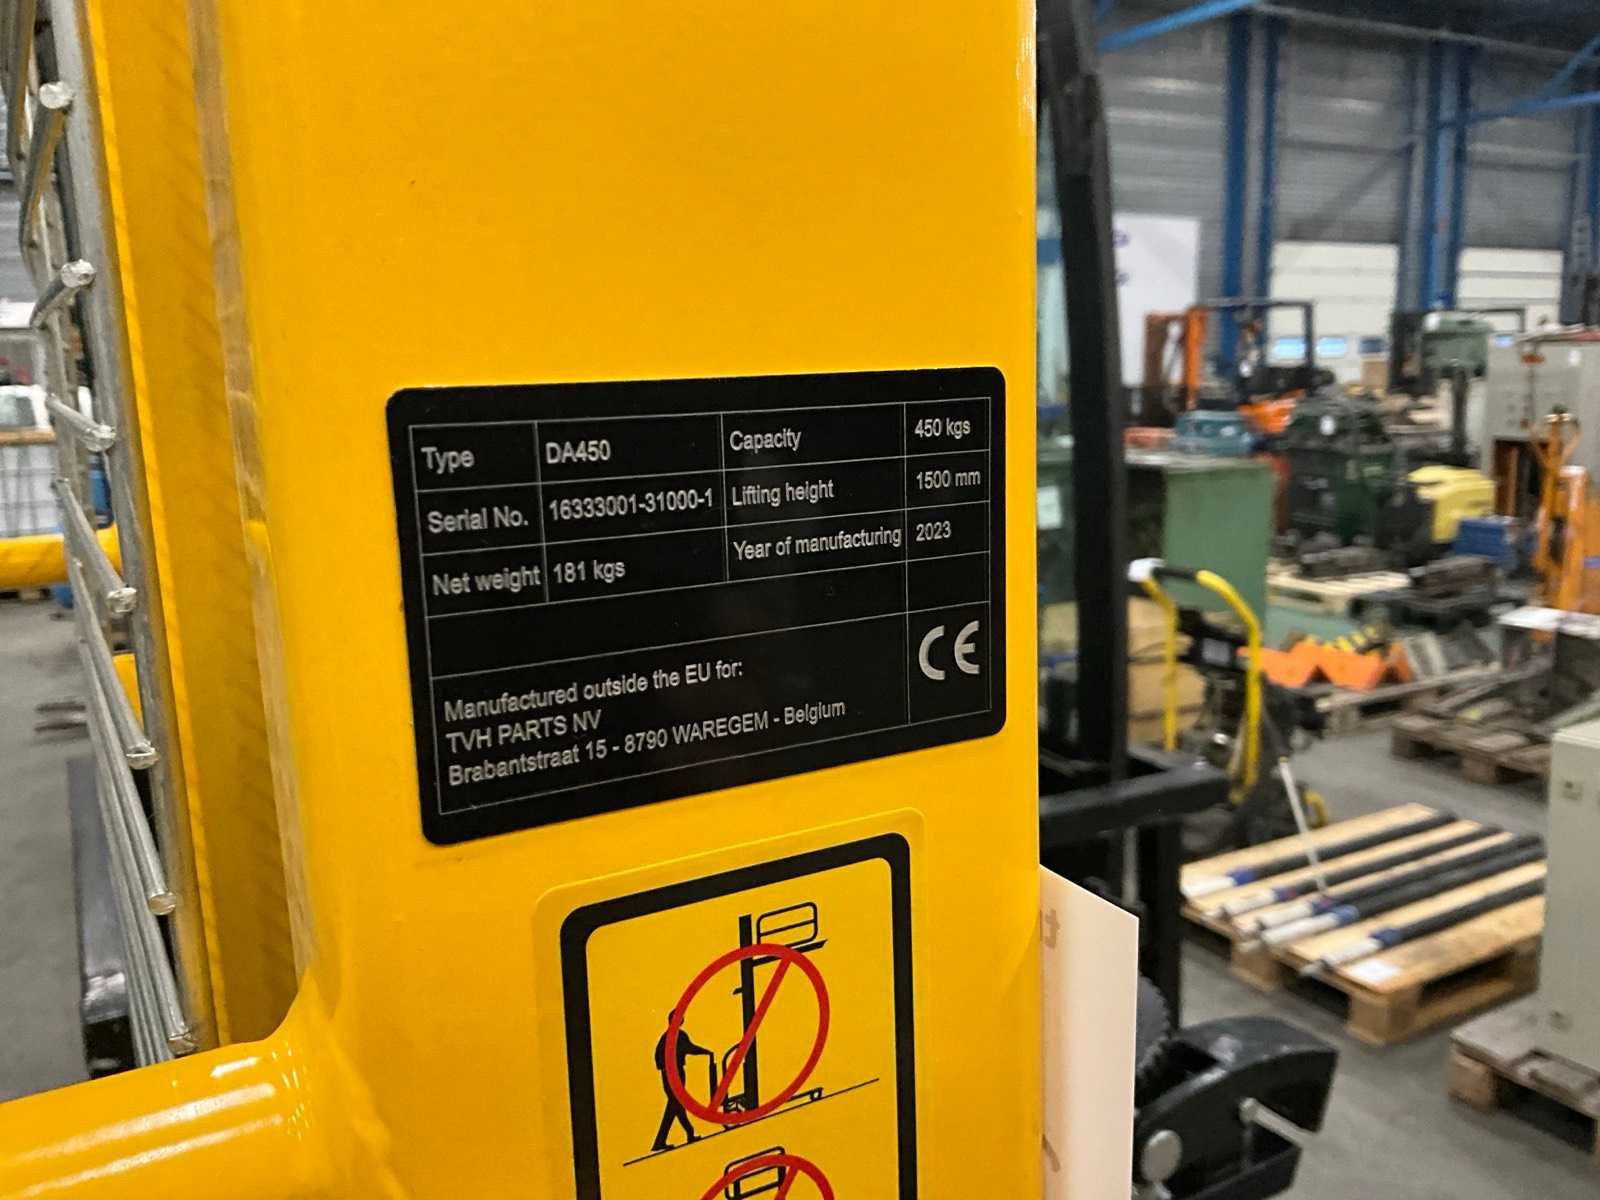 Type DA450 Capacity 450 kgs
Serial No. 16333001-31000-1 Lifting height 1500 mm
Net weight 181 kgs Year of manufacturing 2023
CE
Manufactured outside the EU for:
TVH PARTS NV
Brabantstraat 15 - 8790 WAREGEM - Belgium